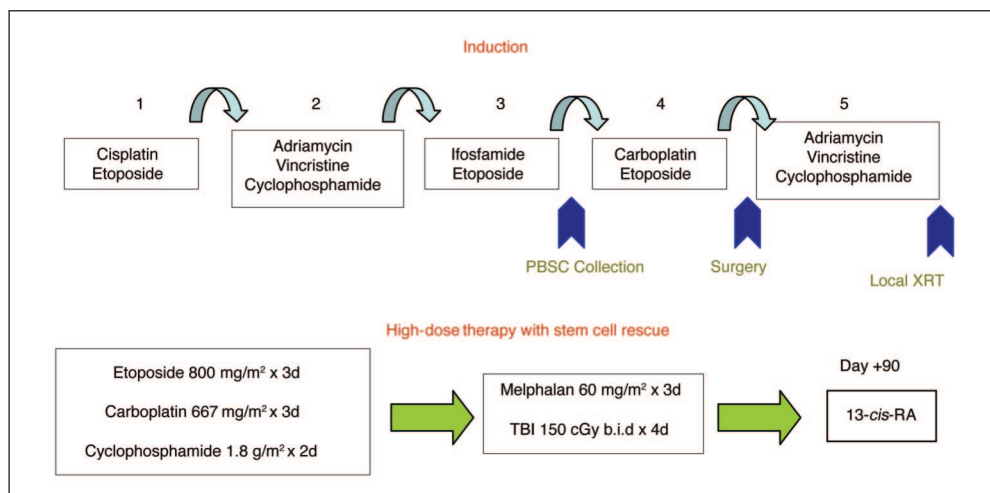 Induction
1
2
3
4
5
Cisplatin
Etoposide
Adriamycin
Vincristine
Cyclophosphamide
Ifosfamide
Etoposide
Carboplatin
Etoposide
Adriamycin
Vincristine
Cyclophosphamide
PBSC Collection
Surgery
Local XRT
High-dose therapy with stem cell rescue
Etoposide 800 mg/m² x 3d
Carboplatin 667 mg/m² x 3d
Cyclophosphamide 1.8 g/m² x 2d
Melphalan 60 mg/m² x 3d
TBI 150 cGy b.i.d x 4d
Day +90
13-cis-RA